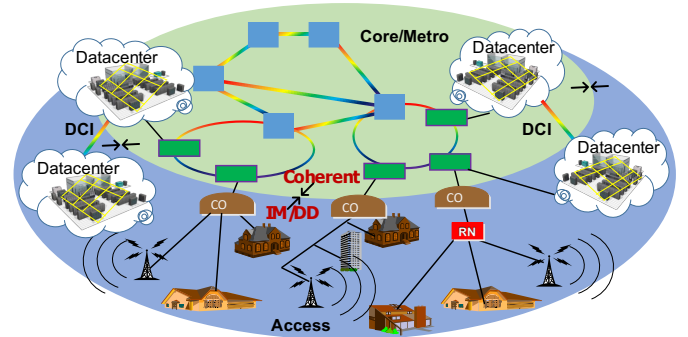 Core/Metro
Datacenter
Datacenter
DCI
DCI
Datacenter
Datacenter
Coherent
CO
IM/DD
CO
CO
RN
Access